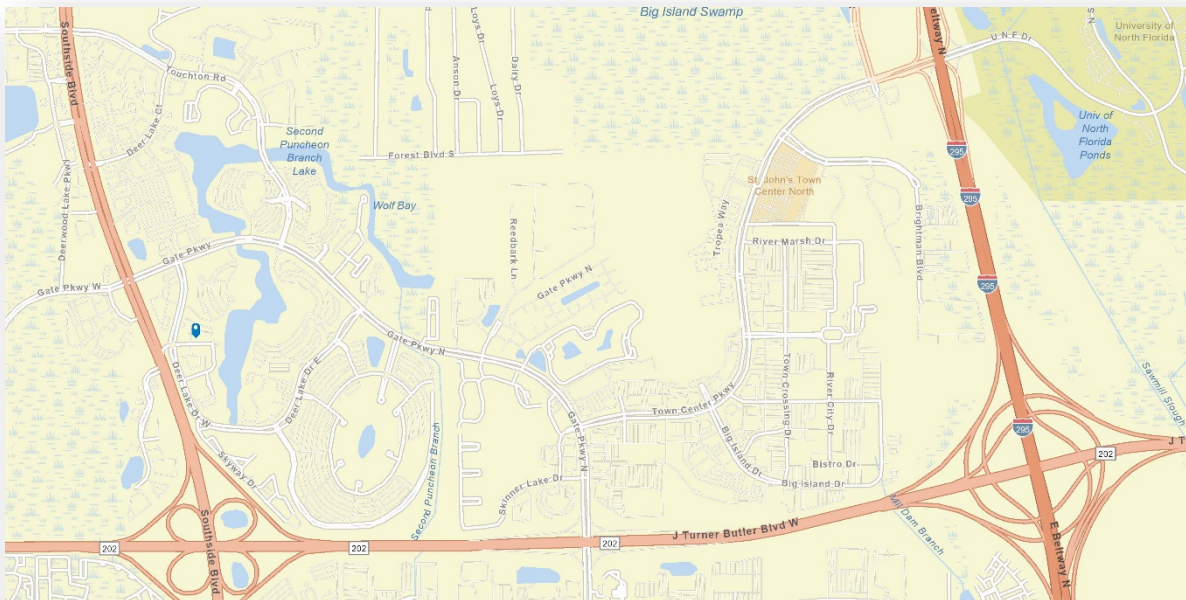 Big Island Swamp
Southside Blvd
Touchton Rd
Deer Lake Ct
Second
Puncheon
Branch
Lake
Wolf Bay
Anson Dr
Loys Dr
Loys Dr
Dairy Dr
Forest Blvd S
Beltway N
U N F Dr
University of
North Florida
Univ of
North
Florida
Ponds
295
295
295
295
St. John's Town
Center North
Tropea Way
River Marsh Dr
Brightman Blvd
Deerwood Lake Pkwy
Gate Pkwy
Gate Pkwy W
Reedbark Ln
Gate Pkwy N
Gate Pkwy N
Gate Pkwy N
Deer Lake Dr W
Deer Lake Dr E
Skyway Dr
Second Puncheon Branch
Skinner Lake Dr
Town Center Pkwy
Big Island Dr
Big Island Dr
Town Crossing Dr
River City Dr
Bistro Dr
Sawmill Slough
Mill Dam Branch
J Turner Butler Blvd W
J T
202
202
202
202
Southside Blvd
E Beltway N